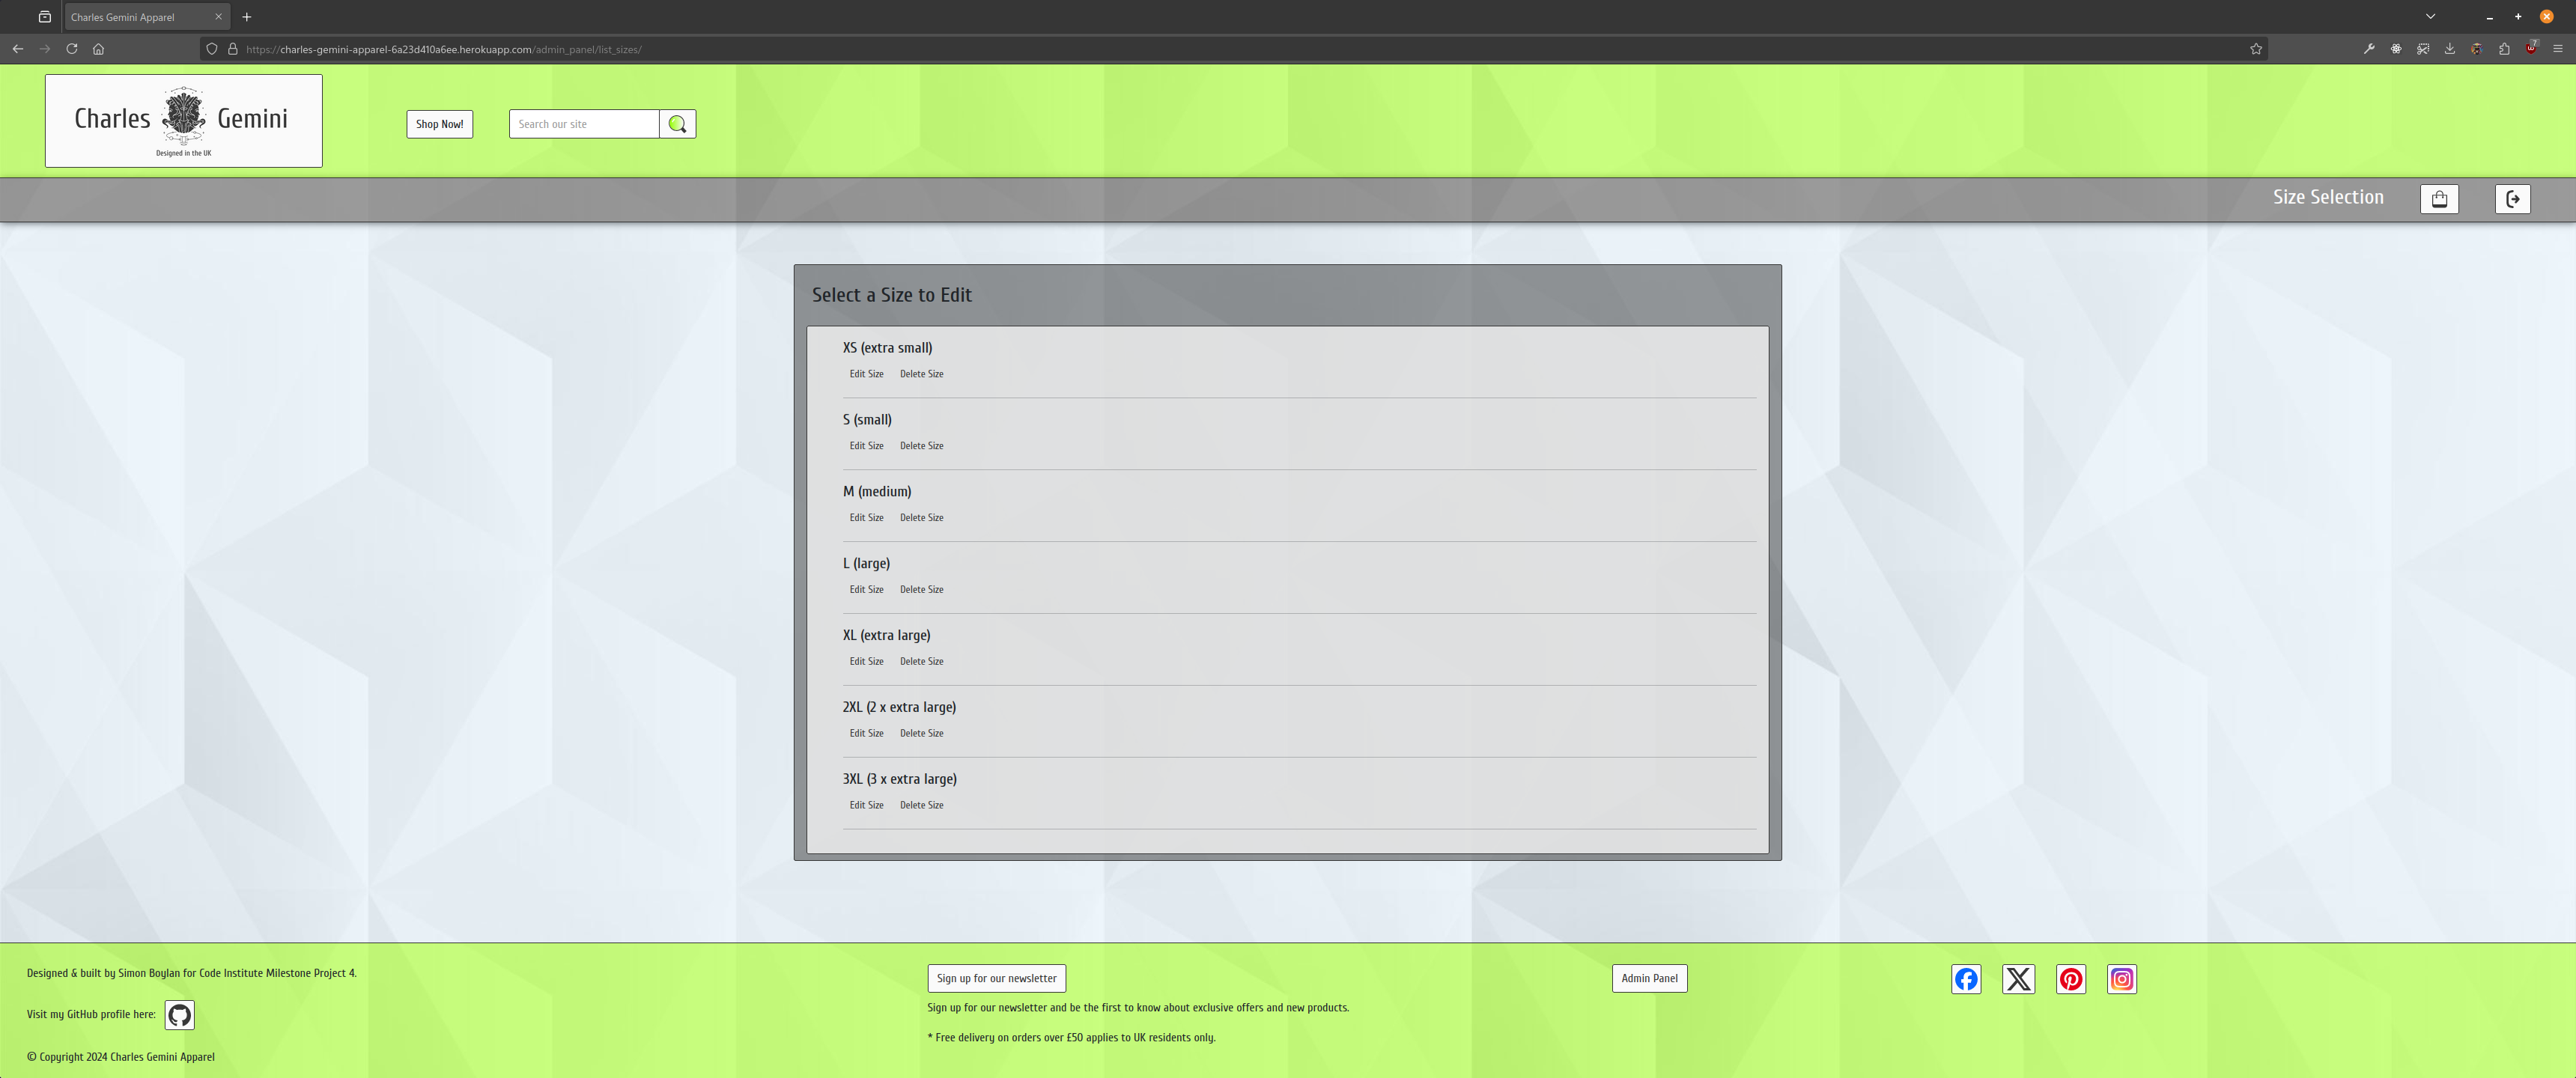 Charles Gemini Apparel
https://charles-gemini-apparel-6a23d410a6ee.herokuapp.com/admin_panel/list_sizes/
7
Charles Gemini
Designed in the UK
Shop Now!
Search our site
Size Selection
Select a Size to Edit
XS (extra small)
Edit Size Delete Size
S (small)
Edit Size Delete Size
M (medium)
Edit Size Delete Size
L (large)
Edit Size Delete Size
XL (extra large)
Edit Size Delete Size
2XL (2 x extra large)
Edit Size Delete Size
3XL (3 x extra large)
Edit Size Delete Size
Designed & built by Simon Boylan for Code Institute Milestone Project 4.
Visit my GitHub profile here:
© Copyright 2024 Charles Gemini Apparel
Sign up for our newsletter
Sign up for our newsletter and be the first to know about exclusive offers and new products.
* Free delivery on orders over £50 applies to UK residents only.
Admin Panel